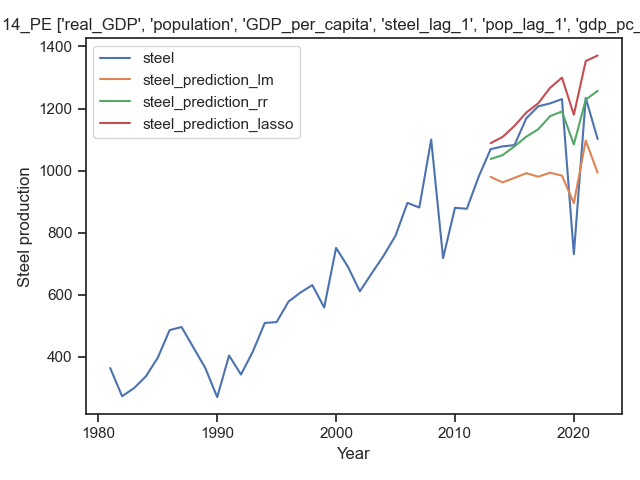 14_PE ['real_GDP', 'population', 'GDP_per_capita', 'steel_lag_1', 'pop_lag_1', 'gdp_pc_
1400
1200
1000
800
600
400
Steel production
steel
steel_prediction_lm
steel_prediction_rr
steel_prediction_lasso
1980
1990
2000
2010
2020
Year